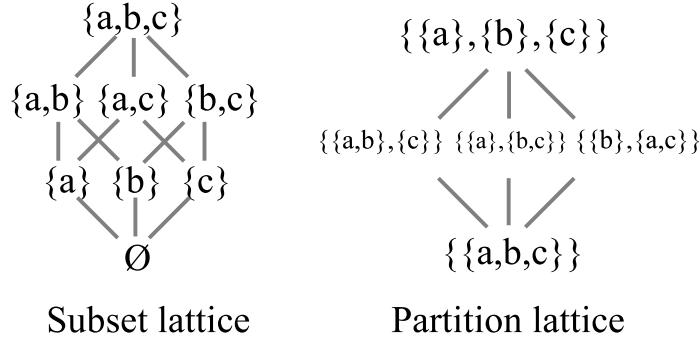 {a,b,c}
{a,b} {a,c} {b,c}
{a} {b} {c}
Ø
Subset lattice
{{a},{b},{c}}
{{a,b},{c}} {{a},{b,c}} {{b},{a,c}}
{{a,b,c}}
Partition lattice